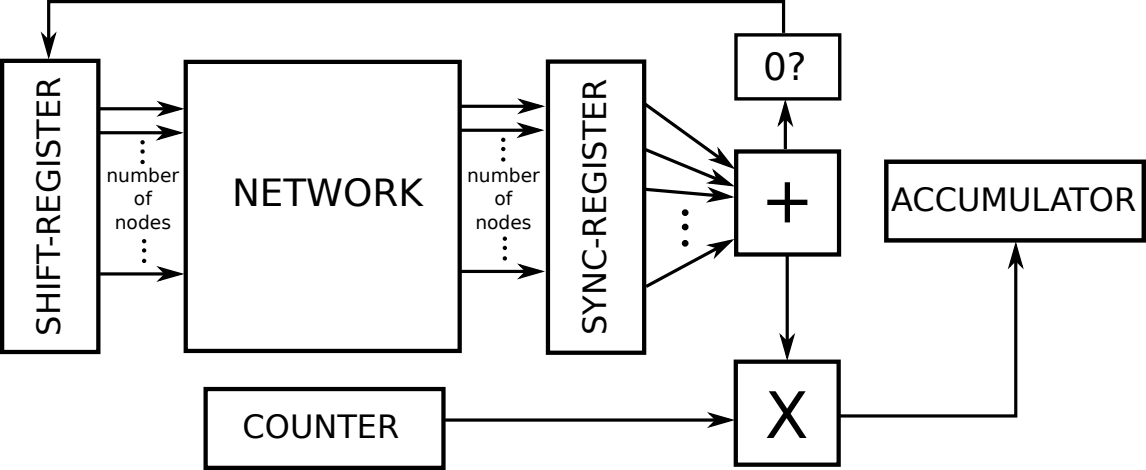 0?
SHIFT-REGISTER
number
of
nodes
NETWORK
number
of
nodes
SYNC-REGISTER
+
ACCUMULATOR
COUNTER
X